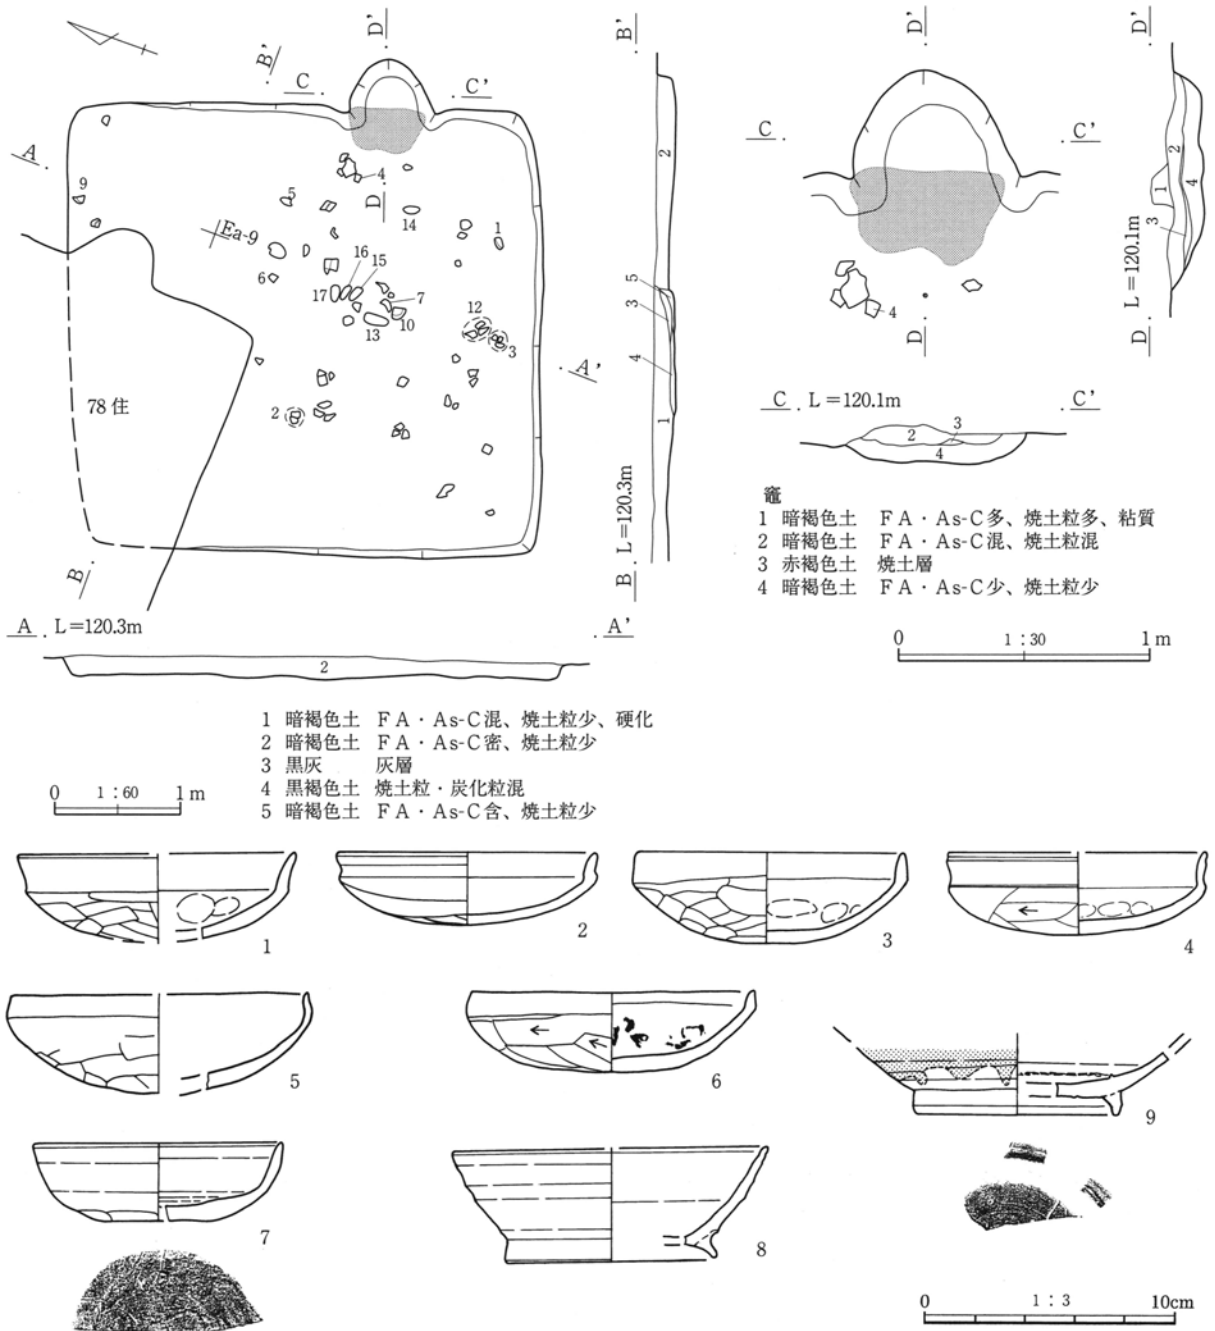 D'
B'
C
C'
A
9
5
4
D
14
1
Ea-9
16
15
6
17
7
13
10
12
3
A'
2
78住
B
B'
2
5
3
4
1
B L=120.3m
A L=120.3m
A'
2
D'
C
C'
4
D
D'
2
1
4
3
L=120.1m
D
C L=120.1m
C'
3
2
4
竈
1 暗褐色土 FA・As-C多、焼土粒多、粘質
2 暗褐色土 FA・As-C混、焼土粒混
3 赤褐色土 焼土層
4 暗褐色土 FA・As-C少、焼土粒少
0 1:30 1m
1 暗褐色土 FA・As-C混、焼土粒少、硬化
2 暗褐色土 FA・As-C密、焼土粒少
3 黒灰 灰層
4 黒褐色土 焼土粒・炭化粒混
5 暗褐色土 FA・As-C含、焼土粒少
0 1:60 1m
1
2
3
4
5
6
9
7
8
0 1:3 10cm